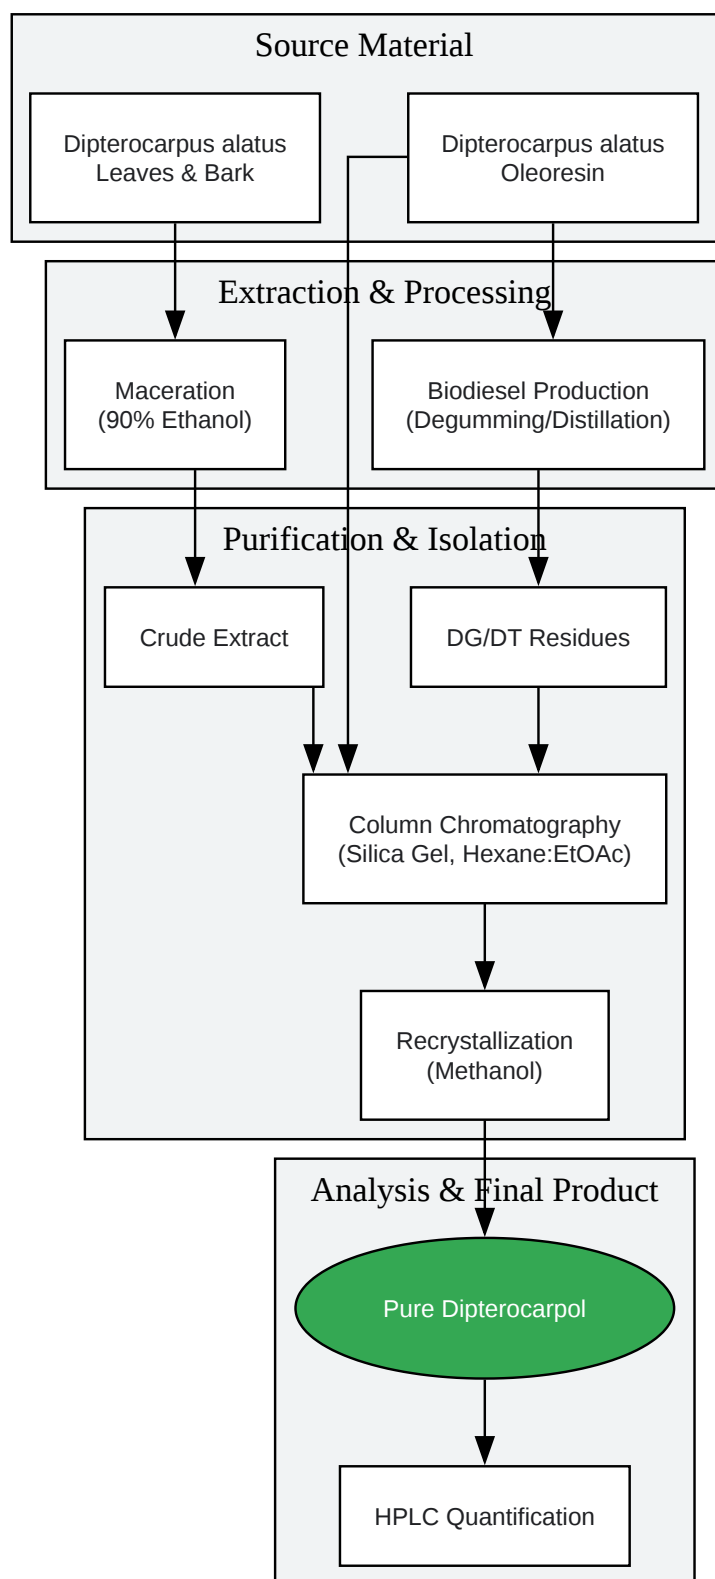 Source Material
Dipterocarpus alatus
Leaves & Bark
Dipterocarpus alatus
Oleoresin
Extraction & Processing
Maceration
(90% Ethanol)
Biodiesel Production
(Degumming/Distillation)
Purification & Isolation
Crude Extract
DG/DT Residues
Column Chromatography
(Silica Gel, Hexane:EtOAc)
Recrystallization
(Methanol)
Analysis & Final Product
Pure Dipterocarpol
HPLC Quantification